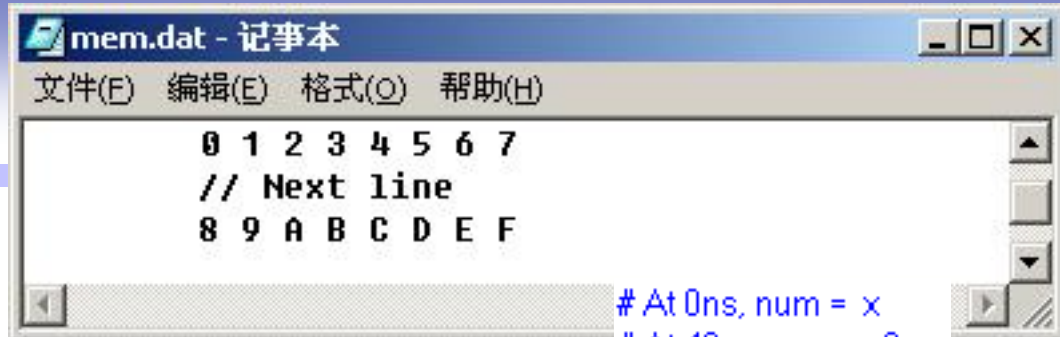 mem.dat - 记事本
文件(F) 编辑(E) 格式(O) 帮助(H)
0 1 2 3 4 5 6 7
// Next line
8 9 A B C D E F
# At 0ns, num = x